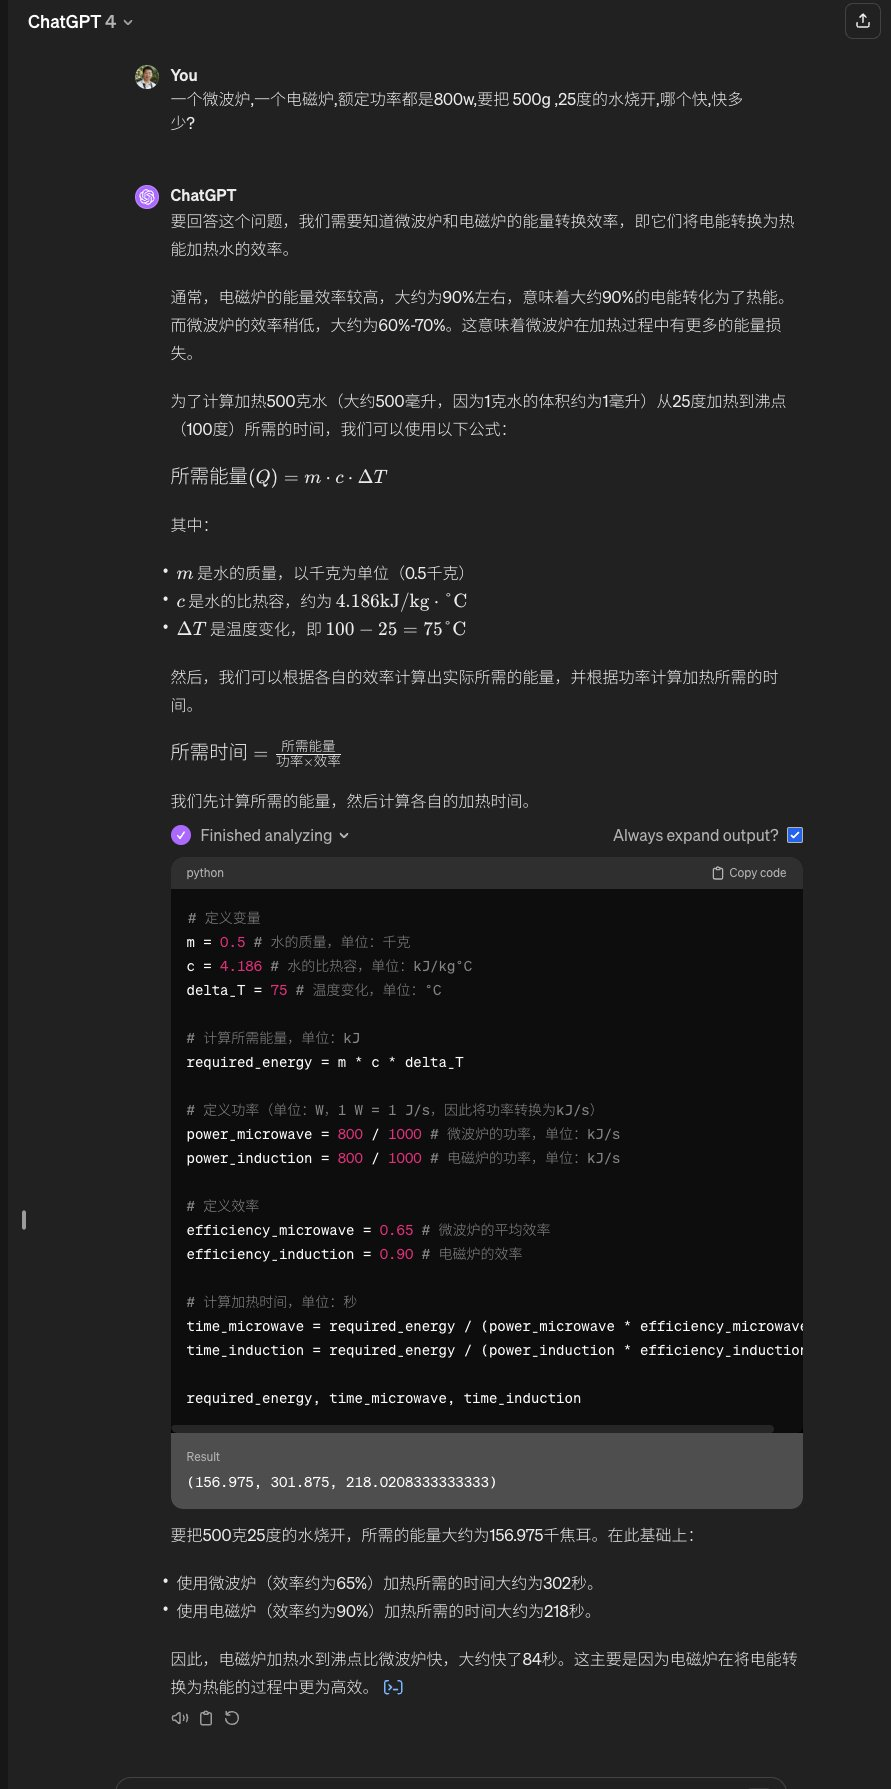 ChatGPT 4
You
一个微波炉,一个电磁炉,额定功率都是800w,要把 500g ,25度的水烧开,哪个快,快多
少?
ChatGPT
要回答这个问题，我们需要知道微波炉和电磁炉的能量转换效率，即它们将电能转换为热
能加热水的效率。
通常，电磁炉的能量效率较高，大约为90%左右，意味着大约90%的电能转化为了热能。
而微波炉的效率稍低，大约为60%-70%。这意味着微波炉在加热过程中有更多的能量损
失。
为了计算加热500克水（大约500毫升，因为1克水的体积约为1毫升）从25度加热到沸点
（100度）所需的时间，我们可以使用以下公式：
所需能量(Q) = m · c · ΔT
其中：
• m 是水的质量，以千克为单位（0.5千克）
• c 是水的比热容，约为 4.186kJ/kg · °C
• ΔT 是温度变化，即 100 − 25 = 75°C
然后，我们可以根据各自的效率计算出实际所需的能量，并根据功率计算加热所需的时
间。
所需时间 = 所需能量
功率×效率
我们先计算所需的能量，然后计算各自的加热时间。
Finished analyzing Always expand output?
python Copy code
# 定义变量
m = 0.5 # 水的质量，单位：千克
c = 4.186 # 水的比热容，单位：kJ/kg°C
delta_T = 75 # 温度变化，单位：°C
# 计算所需能量，单位：kJ
required_energy = m * c * delta_T
# 定义功率（单位：W，1 W = 1 J/s，因此将功率转换为kJ/s）
power_microwave = 800 / 1000 # 微波炉的功率，单位：kJ/s
power_induction = 800 / 1000 # 电磁炉的功率，单位：kJ/s
# 定义效率
efficiency_microwave = 0.65 # 微波炉的平均效率
efficiency_induction = 0.90 # 电磁炉的效率
# 计算加热时间，单位：秒
time_microwave = required_energy / (power_microwave * efficiency_microwave
time_induction = required_energy / (power_induction * efficiency_induction
required_energy, time_microwave, time_induction
Result
(156.975, 301.875, 218.0208333333333)
要把500克25度的水烧开，所需的能量大约为156.975千焦耳。在此基础上：
• 使用微波炉（效率约为65%）加热所需的时间大约为302秒。
• 使用电磁炉（效率约为90%）加热所需的时间大约为218秒。
因此，电磁炉加热水到沸点比微波炉快，大约快了84秒。这主要是因为电磁炉在将电能转
换为热能的过程中更为高效。 [>-]